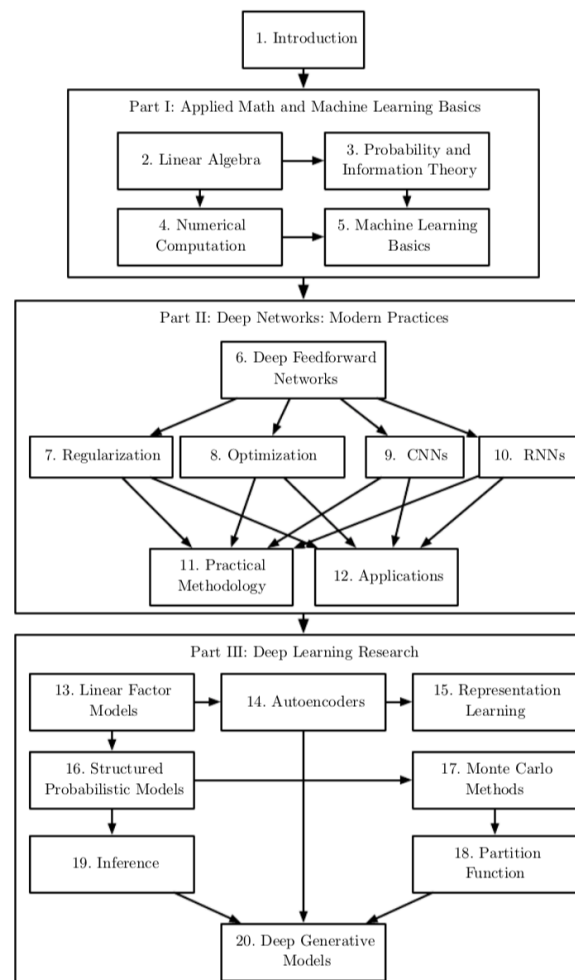 1. Introduction
Part I: Applied Math and Machine Learning Basics
2. Linear Algebra
3. Probability and
Information Theory
4. Numerical
Computation
5. Machine Learning
Basics
Part II: Deep Networks: Modern Practices
6. Deep Feedforward
Networks
7. Regularization
8. Optimization
9. CNNs
10. RNNs
11. Practical
Methodology
12. Applications
Part III: Deep Learning Research
13. Linear Factor
Models
14. Autoencoders
15. Representation
Learning
16. Structured
Probabilistic Models
17. Monte Carlo
Methods
19. Inference
18. Partition
Function
20. Deep Generative
Models